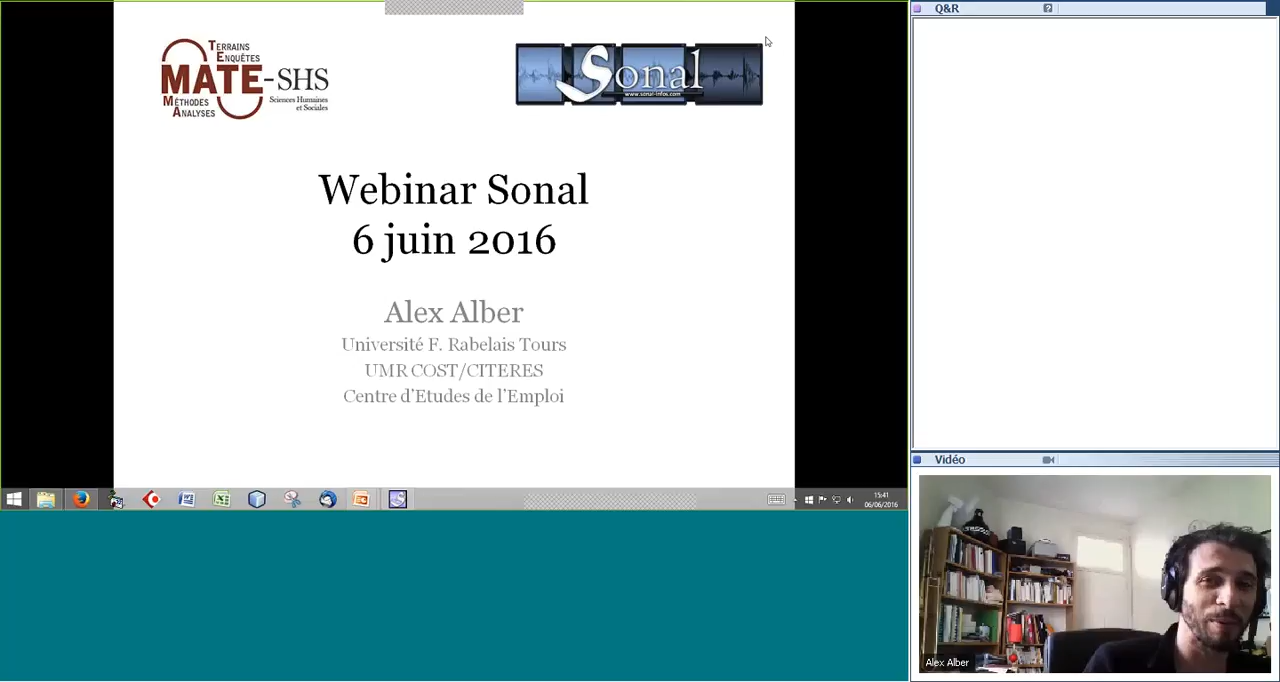 Q&R
TERRAINS
ENQUÊTES
MATE-SHS
Sciences Humaines
et Sociales
MÉTHODES
ANALYSES
Sonal
www.sonal-infos.com
Webinar Sonal
6 juin 2016
Alex Alber
Université F. Rabelais Tours
UMR COST/CITERES
Centre d'Etudes de l'Emploi
15:41
06/06/2016
Vidéo
Alex Alber